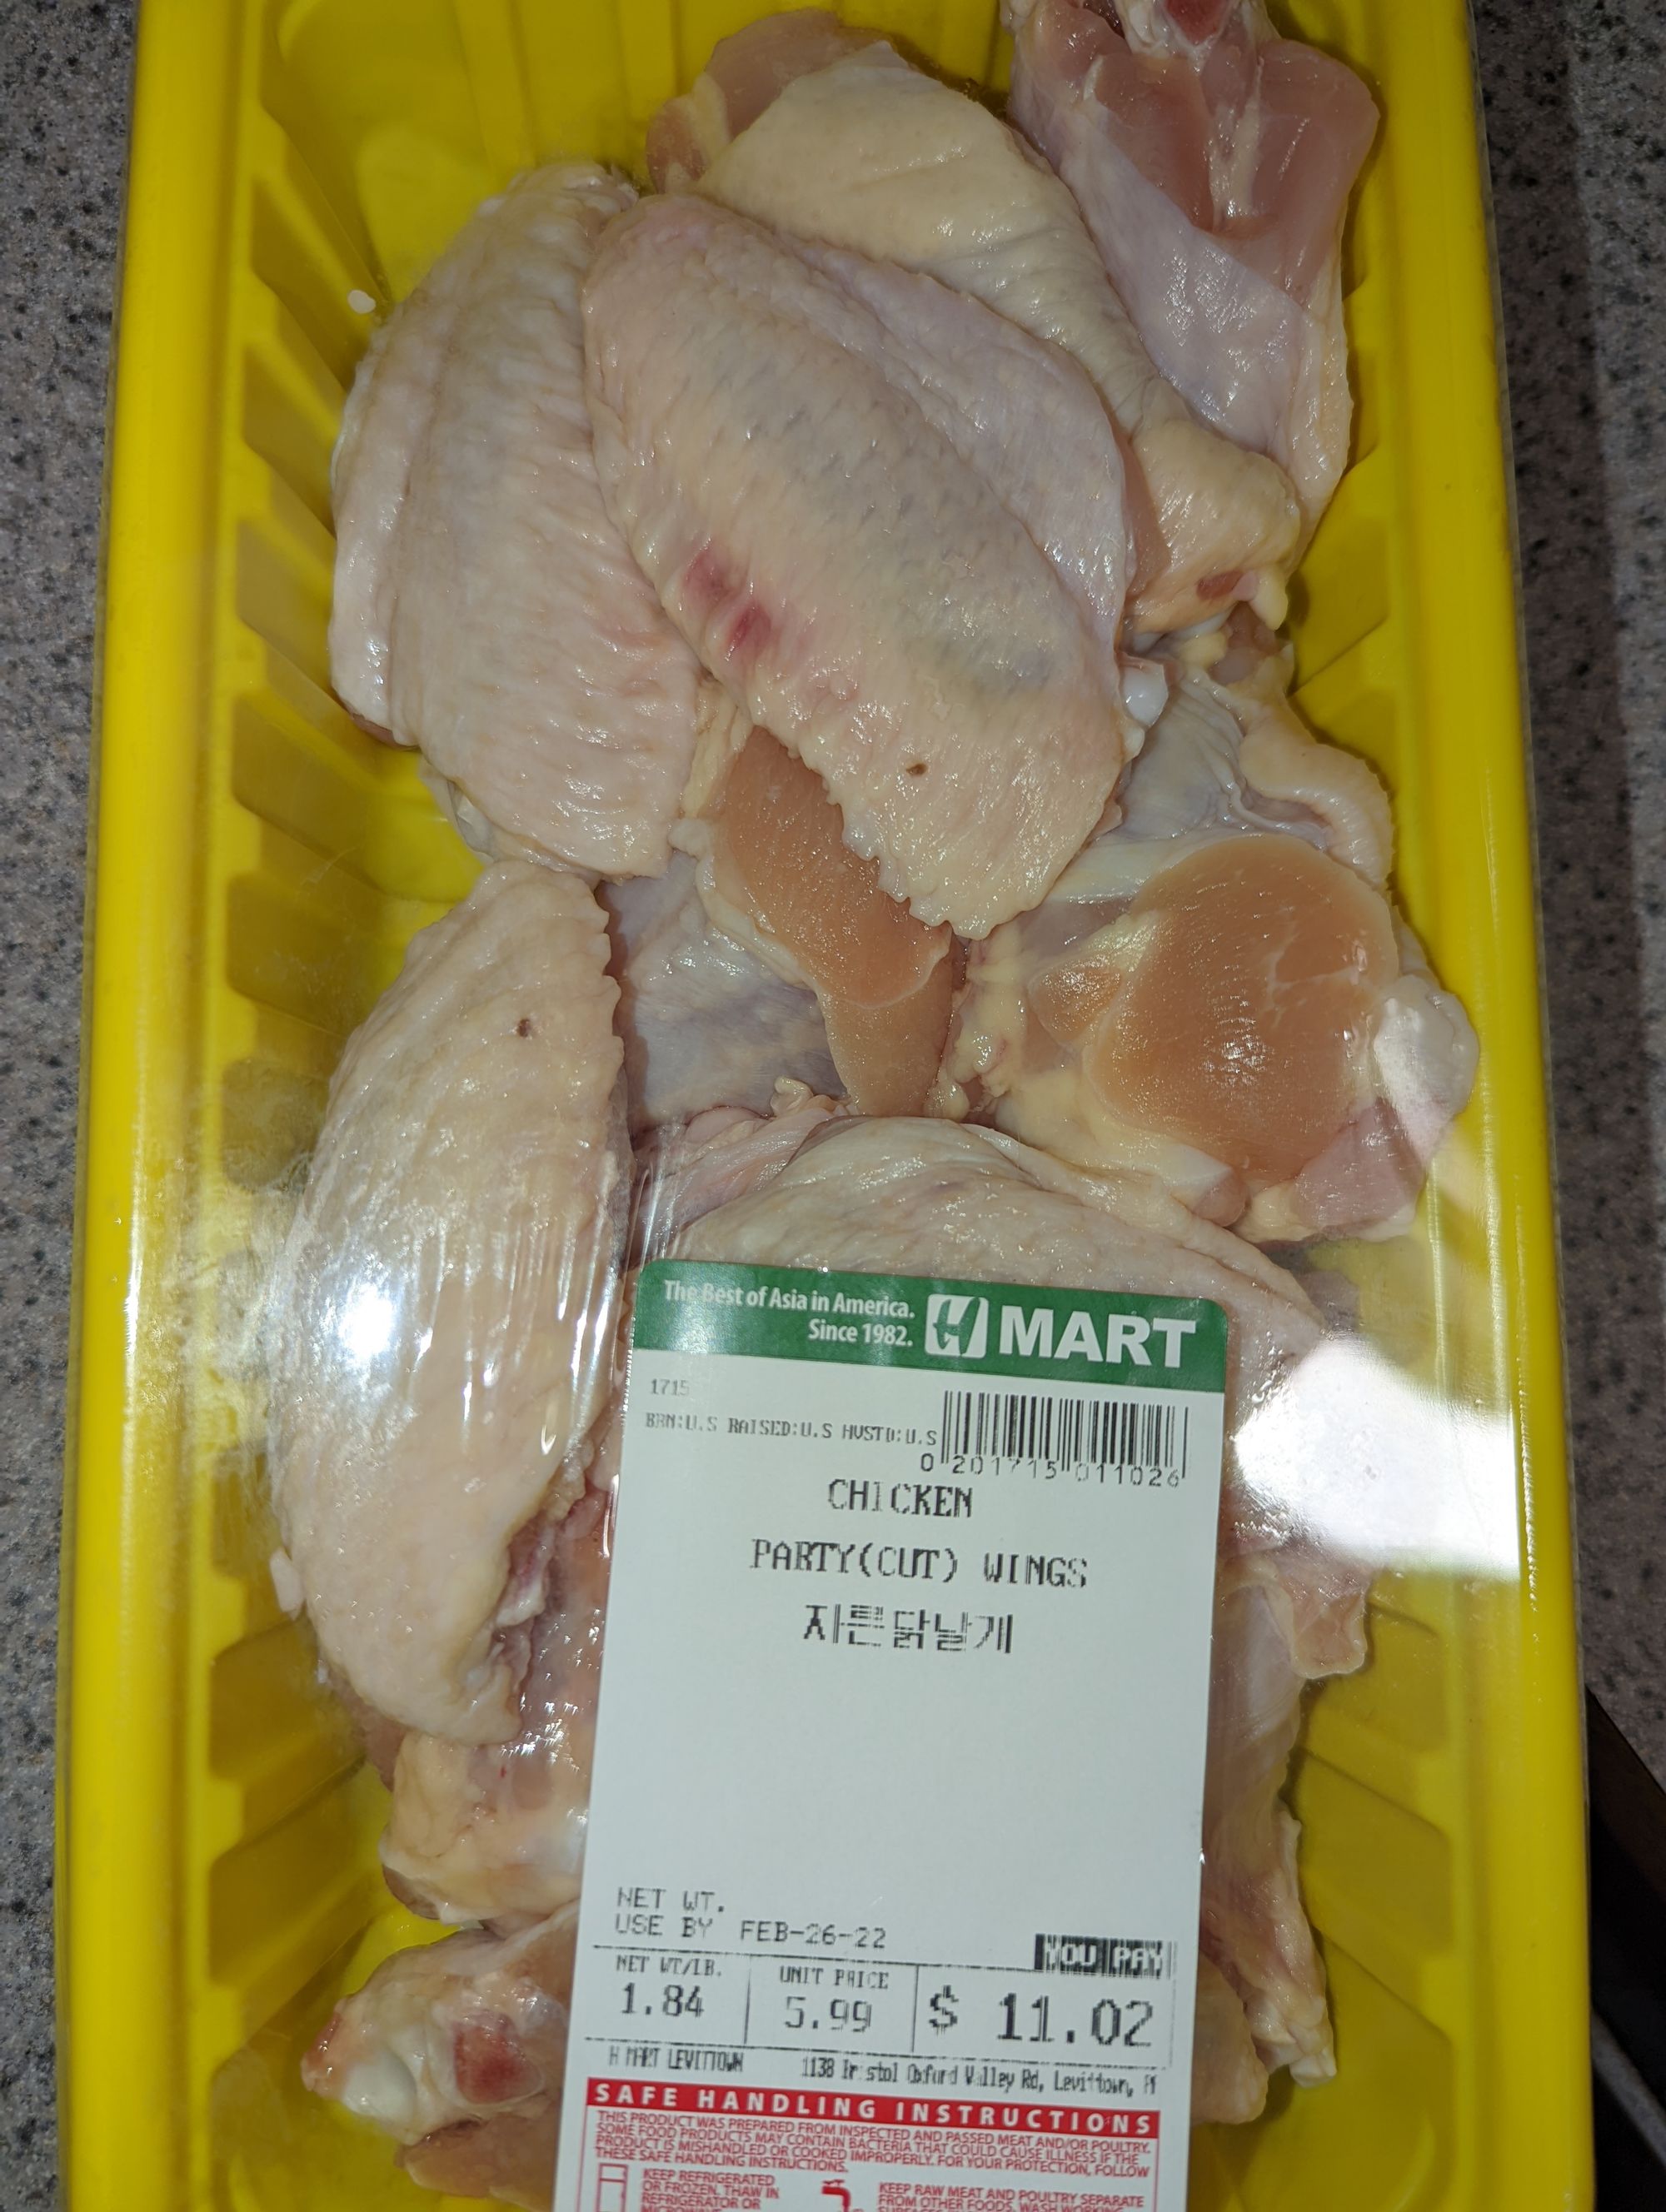 The Best of Asia in America.
Since 1982.
H MART
1715
BRN:U.S RAISED:U.S HVSTD:U.S
0 201715 011026
CHICKEN
PARTY(CUT) WINGS
자른닭날개
NET WT.
USE BY FEB-26-22
YOU PAY
NET WT/LB.
1.84
UNIT PRICE
5.99
$ 11.02
H MART LEVITTOWN 1138 Bristol Oxford Valley Rd, Levittown, P
SAFE HANDLING INSTRUCTIONS
THIS PRODUCT WAS PREPARED FROM INSPECTED AND PASSED MEAT AND/OR POULTRY.
SOME FOOD PRODUCTS MAY CONTAIN BACTERIA THAT COULD CAUSE ILLNESS IF THE
PRODUCT IS MISHANDLED OR COOKED IMPROPERLY. FOR YOUR PROTECTION, FOLLOW
THESE SAFE HANDLING INSTRUCTIONS.
KEEP REFRIGERATED
OR FROZEN. THAW IN
REFRIGERATOR OR
KEEP RAW MEAT AND POULTRY SEPARATE
FROM OTHER FOODS. WASH WORKING